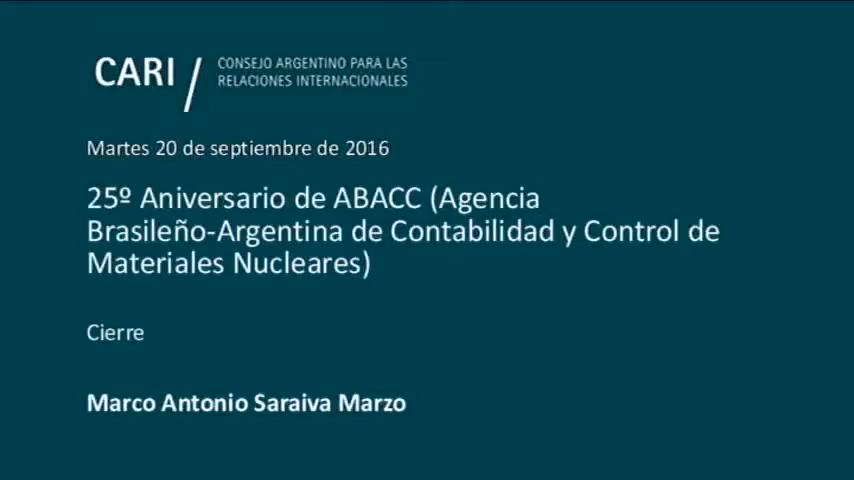 CARI /
CONSEJO ARGENTINO PARA LAS
RELACIONES INTERNACIONALES
Martes 20 de septiembre de 2016
25º Aniversario de ABACC (Agencia
Brasileño-Argentina de Contabilidad y Control de
Materiales Nucleares)
Cierre
Marco Antonio Saraiva Marzo